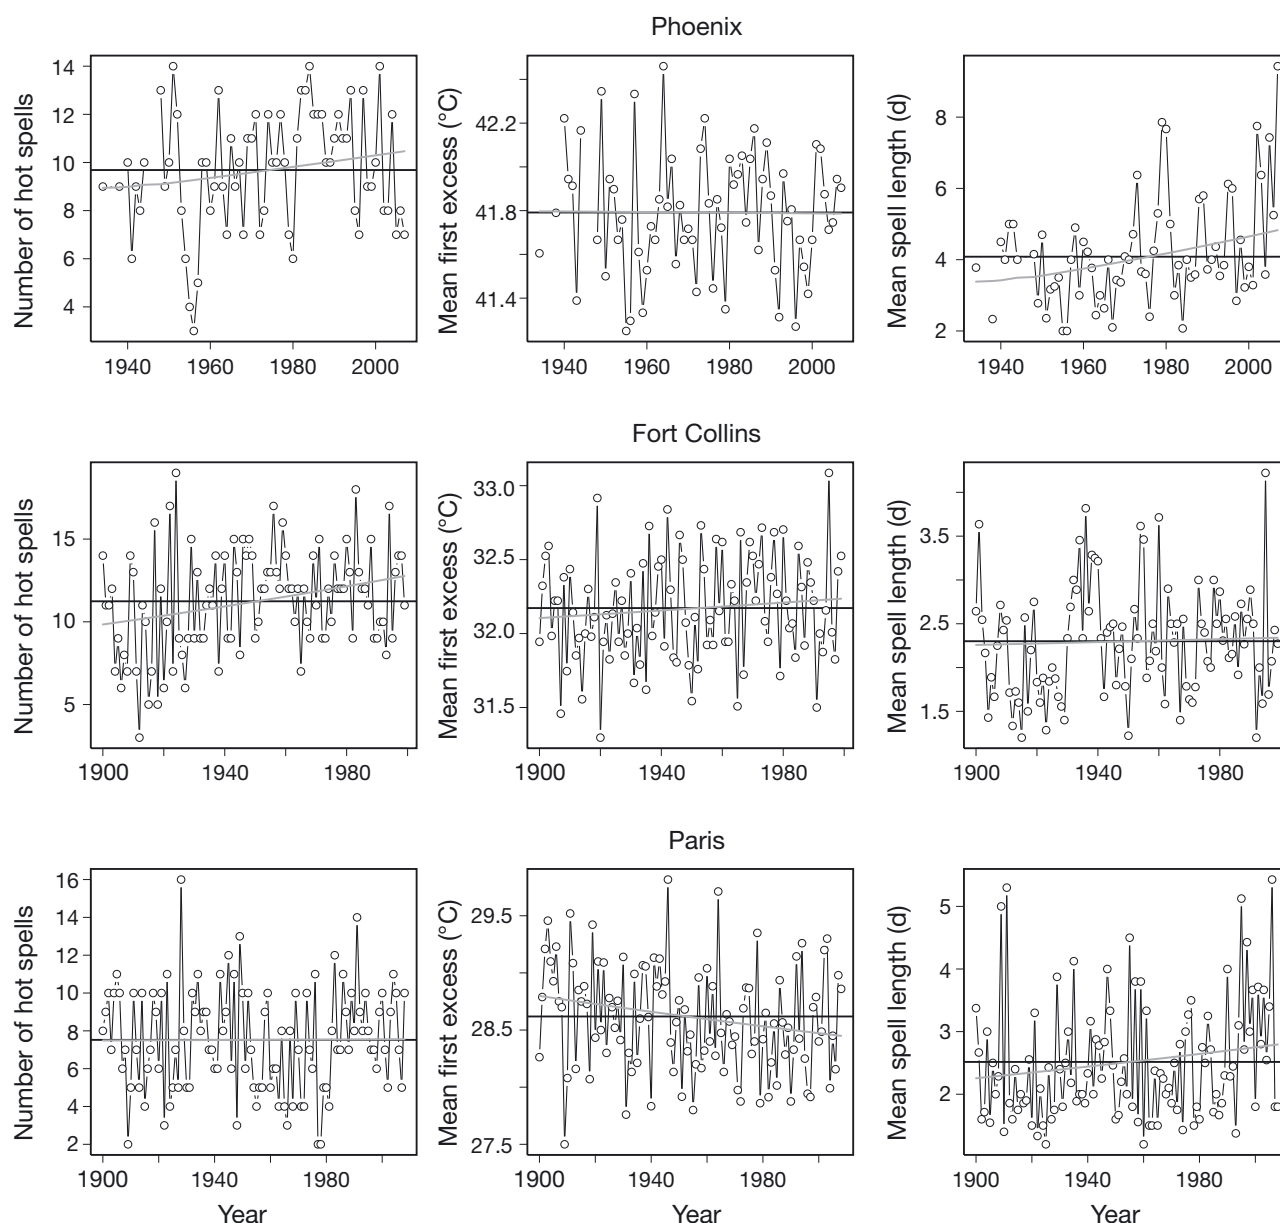 Phoenix
Number of hot spells
14
12
10
8
6
4
1940 1960 1980 2000
Mean first excess (°C)
42.2
41.8
41.4
1940 1960 1980 2000
Mean spell length (d)
8
6
4
2
1940 1960 1980 2000
Fort Collins
Number of hot spells
15
10
5
1900 1940 1980
Mean first excess (°C)
33.0
32.5
32.0
31.5
1900 1940 1980
Mean spell length (d)
3.5
2.5
1.5
1900 1940 1980
Paris
Number of hot spells
16
14
12
10
8
6
4
2
1900 1940 1980
Year
Mean first excess (°C)
29.5
28.5
27.5
1900 1940 1980
Year
Mean spell length (d)
5
4
3
2
1900 1940 1980
Year